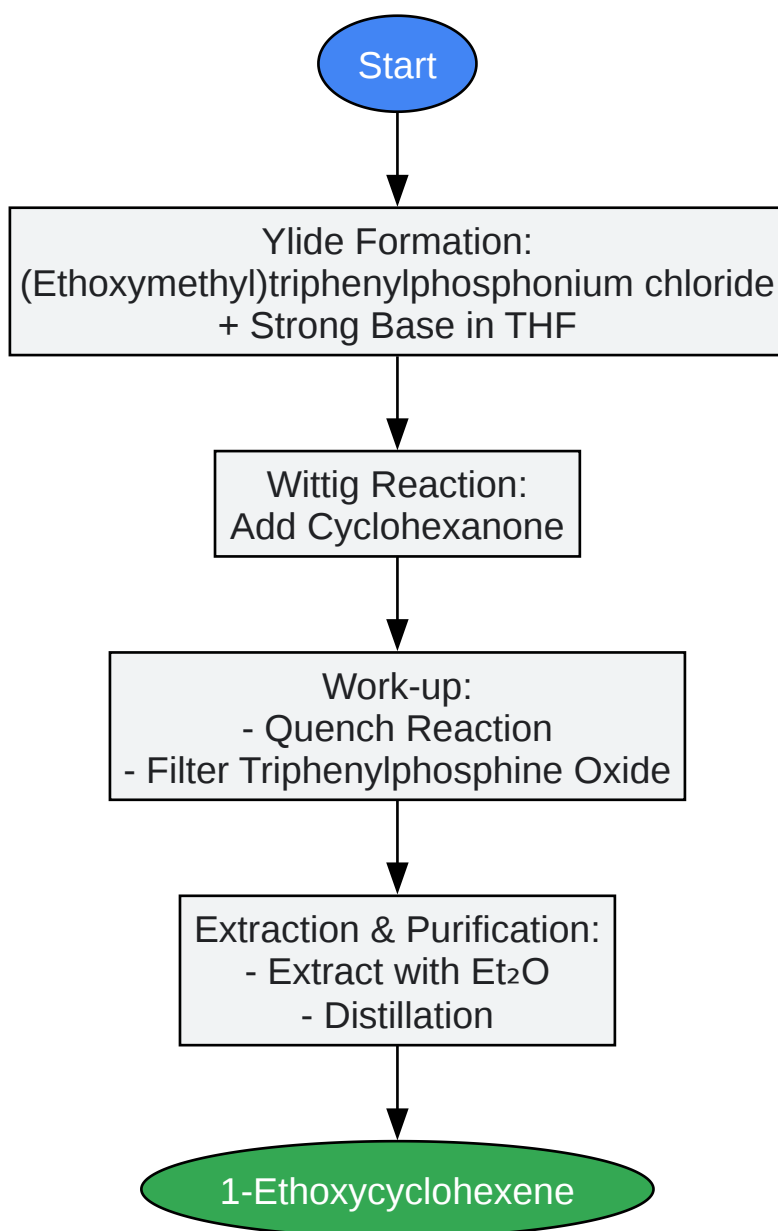 Start
Ylide Formation:
(Ethoxymethyl)triphenylphosphonium chloride
+ Strong Base in THF
Wittig Reaction:
Add Cyclohexanone
Work-up:
- Quench Reaction
- Filter Triphenylphosphine Oxide
Extraction & Purification:
- Extract with Et₂O
- Distillation
1-Ethoxycyclohexene